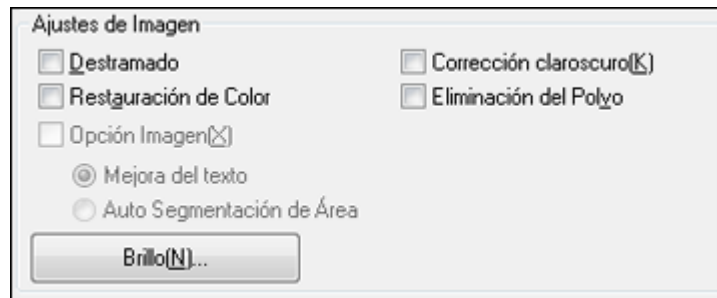 Ajustes de Imagen
Destramado
Corrección claroscuro(K)
Restauración de Color
Eliminación del Polvo
Opción Imagen(X)
Mejora del texto
Auto Segmentación de Área
Brillo(N)...